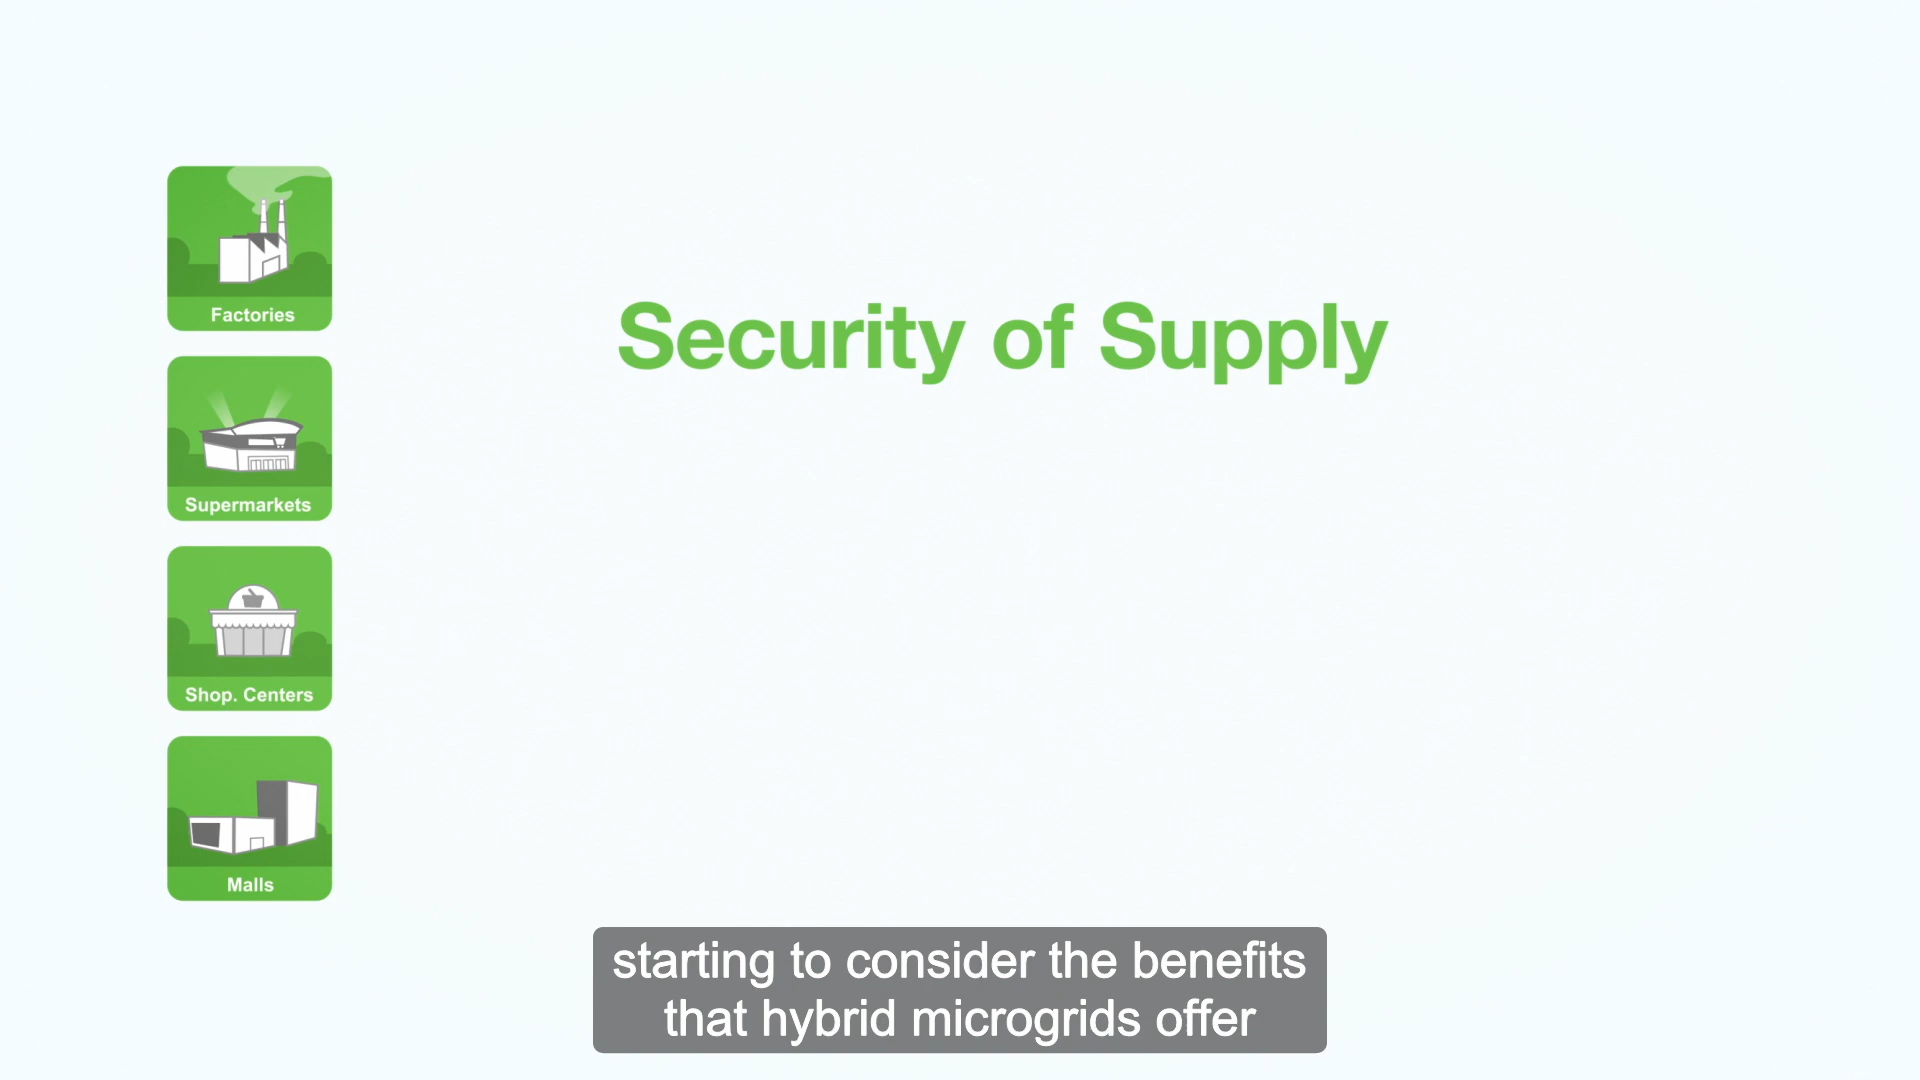 Factories
Supermarkets
Shop. Centers
Malls
Security of Supply
starting to consider the benefits
that hybrid microgrids offer